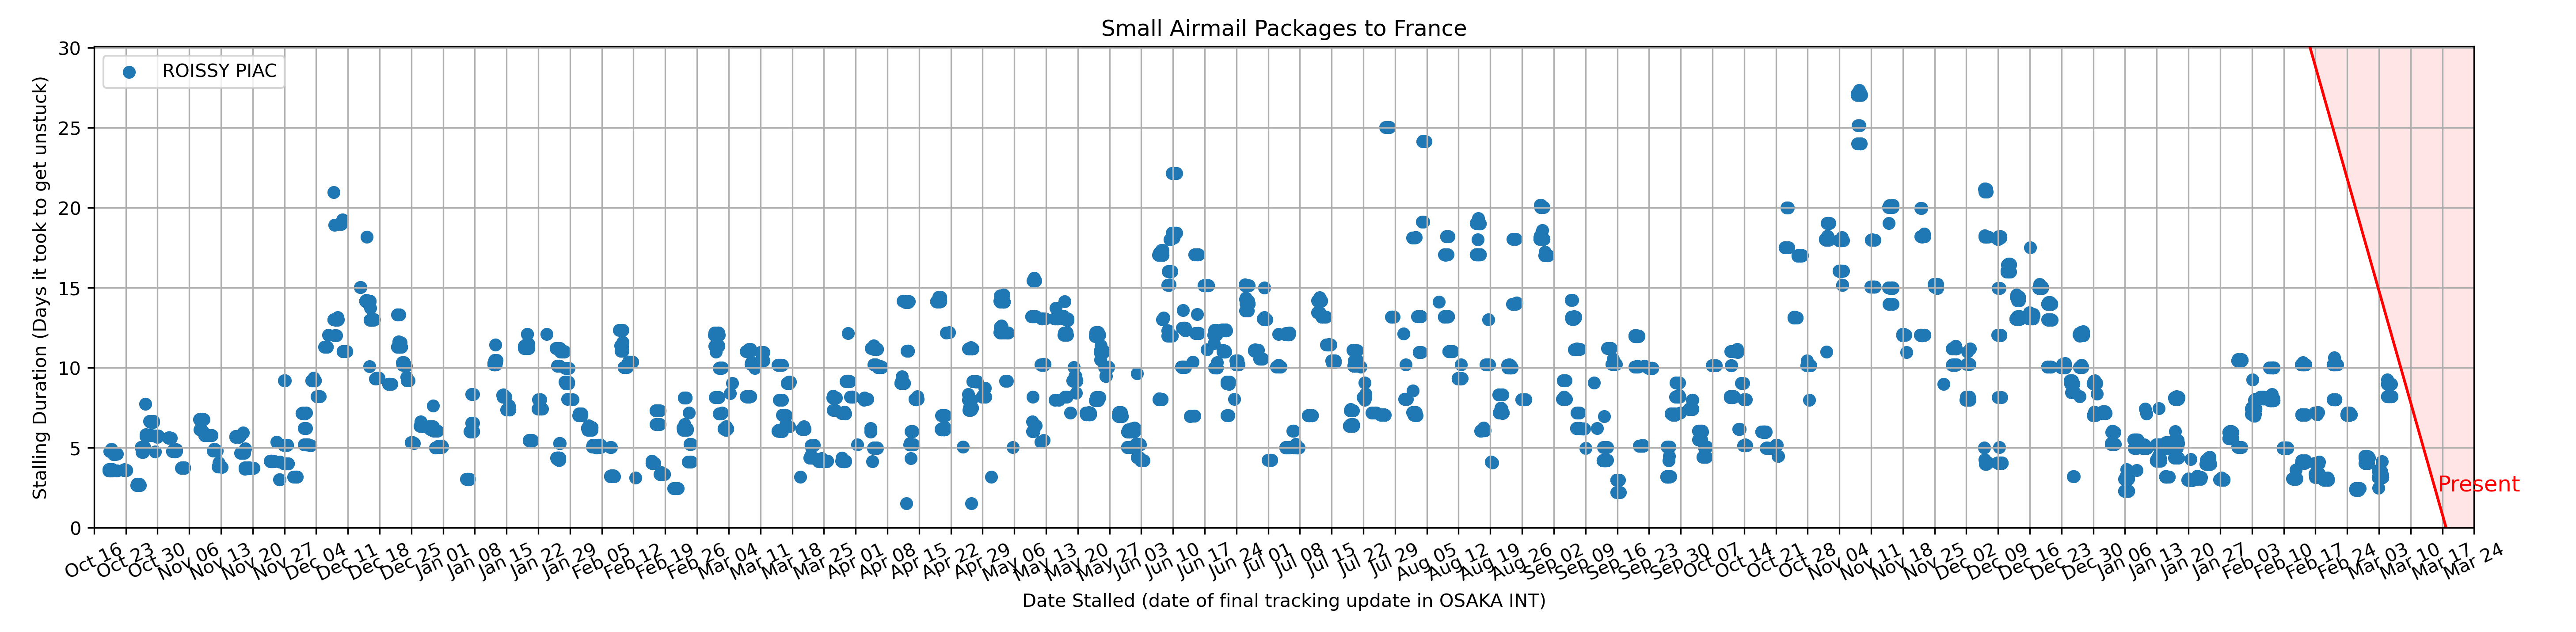 Small Airmail Packages to France
ROISSY PIAC
Stalling Duration (Days it took to get unstuck)
30
25
20
15
10
5
0
Present
Oct 16 Oct 23 Oct 30 Nov 06 Nov 13 Nov 20 Nov 27 Dec 04 Dec 11 Dec 18 Dec 25 Jan 01 Jan 08 Jan 15 Jan 22 Jan 29 Feb 05 Feb 12 Feb 19 Feb 26 Mar 04 Mar 11 Mar 18 Mar 25 Apr 01 Apr 08 Apr 15 Apr 22 Apr 29 May 06 May 13 May 20 May 27 Jun 03 Jun 10 Jun 17 Jun 24 Jul 01 Jul 08 Jul 15 Jul 22 Jul 29 Aug 05 Aug 12 Aug 19 Aug 26 Sep 02 Sep 09 Sep 16 Sep 23 Sep 30 Oct 07 Oct 14 Oct 21 Oct 28 Nov 04 Nov 11 Nov 18 Nov 25 Dec 02 Dec 09 Dec 16 Dec 23 Dec 30 Jan 06 Jan 13 Jan 20 Jan 27 Feb 03 Feb 10 Feb 17 Feb 24 Mar 03 Mar 10 Mar 17 Mar 24
Date Stalled (date of final tracking update in OSAKA INT)